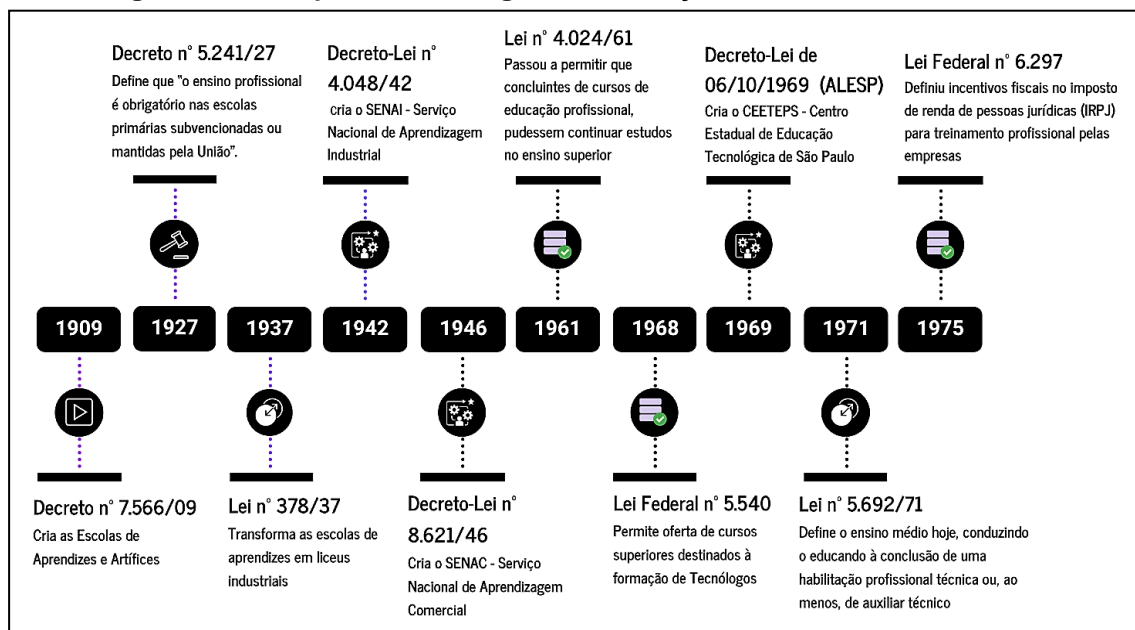 Decreto n° 5.241/27
Define que "o ensino profissional
é obrigatório nas escolas
primárias subvencionadas ou
mantidas pela União".
Decreto-Lei n°
4.048/42
cria o SENAI - Serviço
Nacional de Aprendizagem
Industrial
Lei n° 4.024/61
Passou a permitir que
concluintes de cursos de
educação profissional,
pudessem continuar estudos
no ensino superior
Decreto-Lei de
06/10/1969 (ALESP)
Cria o CEETEPS - Centro
Estadual de Educação
Tecnológica de São Paulo
Lei Federal n° 6.297
Definiu incentivos fiscais no imposto
de renda de pessoas jurídicas (IRPJ)
para treinamento profissional pelas
empresas
1909
1927
1937
1942
1946
1961
1968
1969
1971
1975
Decreto n° 7.566/09
Cria as Escolas de
Aprendizes e Artífices
Lei n° 378/37
Transforma as escolas de
aprendizes em liceus
industriais
Decreto-Lei n°
8.621/46
Cria o SENAC - Serviço
Nacional de Aprendizagem
Comercial
Lei Federal n° 5.540
Permite oferta de cursos
superiores destinados à
formação de Tecnólogos
Lei n° 5.692/71
Define o ensino médio hoje, conduzindo
o educando à conclusão de uma
habilitação profissional técnica ou, ao
menos, de auxiliar técnico